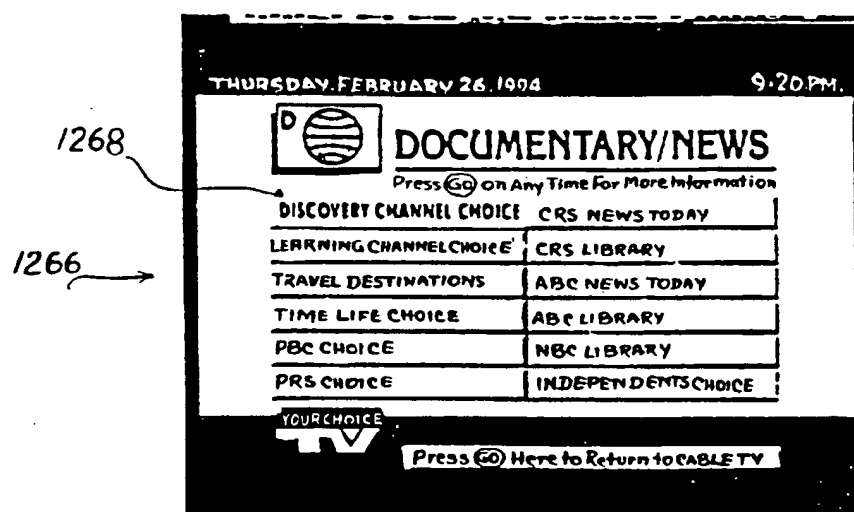 THURSDAY.FEBRUARY 26.1994 9:20 P.M.
1268
D
DOCUMENTARY/NEWS
Press GO on Any Time For More Information
DISCOVERY CHANNEL CHOICE CRS NEWS TODAY
LEARNING CHANNEL CHOICE CRS LIBRARY
1266
TRAVEL DESTINATIONS ABC NEWS TODAY
TIME LIFE CHOICE ABC LIBRARY
PBC CHOICE NBC LIBRARY
PRS CHOICE INDEPENDENTS CHOICE
YOUR CHOICE
TV
Press GO Here to Return to CABLE TV